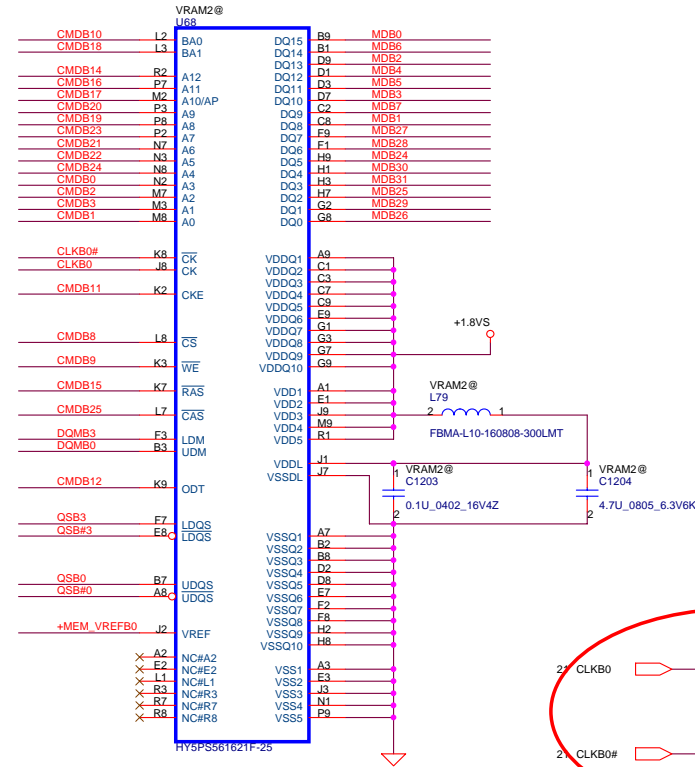 VRAM2@
U68
CMDB10 L2 BA0 DQ15 B9 MDB0
CMDB18 L3 BA1 DQ14 B1 MDB6
DQ13 D9 MDB2
CMDB14 R2 A12 DQ12 D1 MDB4
CMDB16 P7 A11 DQ11 D3 MDB5
CMDB17 M2 A10/AP DQ10 D7 MDB3
CMDB20 P3 A9 DQ9 C2 MDB7
CMDB19 P8 A8 DQ8 C8 MDB1
CMDB23 P2 A7 DQ7 F9 MDB27
CMDB21 N7 A6 DQ6 F1 MDB28
CMDB22 N3 A5 DQ5 H9 MDB24
CMDB24 N8 A4 DQ4 H1 MDB30
CMDB0 N2 A3 DQ3 H3 MDB31
CMDB2 M7 A2 DQ2 H7 MDB25
CMDB3 M3 A1 DQ1 G2 MDB29
CMDB1 M8 A0 DQ0 G8 MDB26
CLKB0# K8 CK VDDQ1 A9
CLKB0 J8 CK VDDQ2 C1
VDDQ3 C3
CMDB11 K2 CKE VDDQ4 C7
VDDQ5 C9
VDDQ6 E9
VDDQ7 G1
+1.8VS
CMDB8 L8 CS VDDQ8 G3
VDDQ9 G7
CMDB9 K3 WE VDDQ10 G9
CMDB15 K7 RAS VDD1 A1
VRAM2@
VDD2 E1
L79
CMDB25 L7 CAS VDD3 J9 2 1
VDD4 M9
DQMB3 F3 LDM VDD5 R1
FBMA-L10-160808-300LMT
DQMB0 B3 UDM
VDDL J1
VSSDL J7
1 VRAM2@ 1 VRAM2@
C1203 C1204
CMDB12 K9 ODT
0.1U_0402_16V4Z 4.7U_0805_6.3V6K
2 2
QSB3 F7 LDQS
QSB#3 E8 LDQS VSSQ1 A7
VSSQ2 B2
VSSQ3 B8
VSSQ4 D2
QSB0 B7 UDQS VSSQ5 D8
QSB#0 A8 UDQS VSSQ6 E7
VSSQ7 F2
VSSQ8 F8
+MEM_VREFB0 J2 VREF VSSQ9 H2
VSSQ10 H8
A2 NC#A2
E2 NC#E2 VSS1 A3
L1 NC#L1 VSS2 E3
R3 NC#R3 VSS3 J3
R7 NC#R7 VSS4 N1
R8 NC#R8 VSS5 P9
HY5PS561621F-25
21 CLKB0
21 CLKB0#